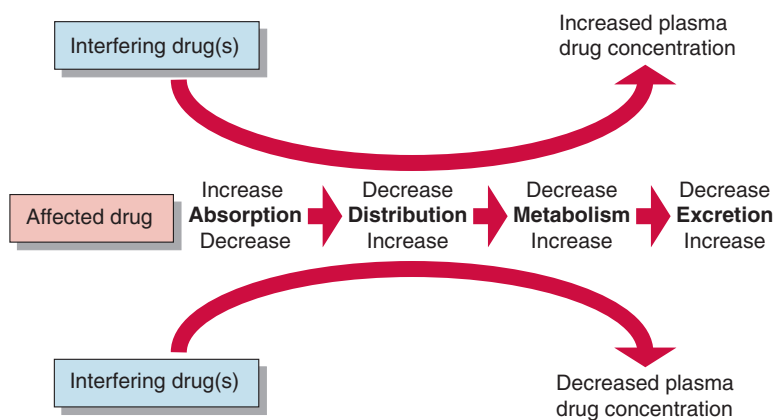 Interfering drug(s)
Increased plasma
drug concentration
Affected drug
Increase
Absorption
Decrease
Decrease
Distribution
Increase
Decrease
Metabolism
Increase
Decrease
Excretion
Increase
Interfering drug(s)
Decreased plasma
drug concentration